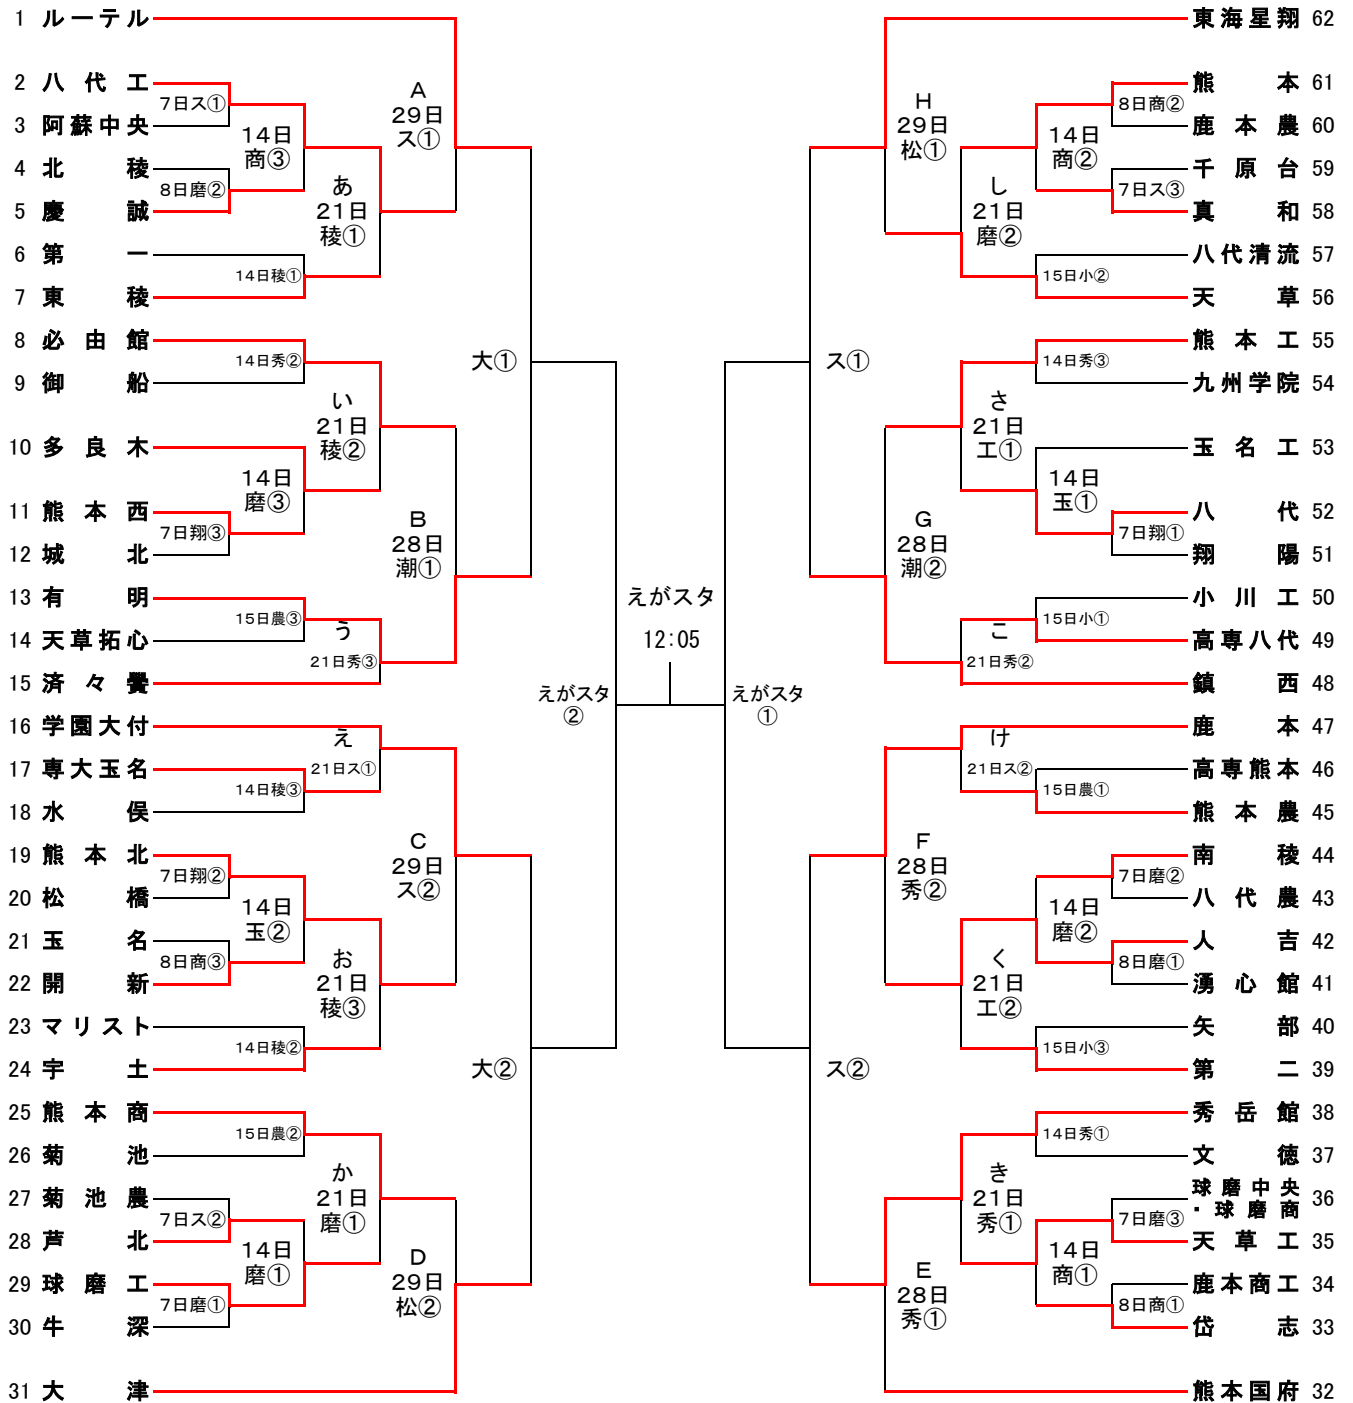 1 ルーテル
2 八代工
7日ス①
3 阿蘇中央
14日
商③
4 北稜
8日磨②
5 慶誠
あ
21日
稜①
6 第一
14日稜①
7 東稜
A
29日
ス①
8 必由館
14日秀②
9 御船
い
21日
稜②
10 多良木
14日
磨③
11 熊本西
7日翔③
12 城北
B
28日
潮①
13 有明
15日農③
14 天草拓心
う
21日秀③
15 済々黌
大①
16 学園大付
え
21日ス①
17 専大玉名
14日稜③
18 水俣
C
29日
ス②
19 熊本北
7日翔②
20 松橋
14日
玉②
21 玉名
8日商③
22 開新
お
21日
稜③
23 マリスト
14日稜②
24 宇土
大②
25 熊本商
15日農②
26 菊池
か
21日
磨①
27 菊池農
7日ス②
28 芦北
14日
磨①
29 球磨工
7日磨①
30 牛深
D
29日
松②
31 大津
えがスタ
②
えがスタ
12:05
えがスタ
①
東海星翔 62
熊本 61
8日商②
鹿本農 60
14日
商②
千原台 59
7日ス③
真和 58
し
21日
磨②
八代清流 57
15日小②
天草 56
H
29日
松①
熊本工 55
14日秀③
九州学院 54
さ
21日
工①
玉名工 53
14日
玉①
八代 52
7日翔①
翔陽 51
G
28日
潮②
小川工 50
15日小①
高専八代 49
こ
21日秀②
鎮西 48
ス①
鹿本 47
け
21日ス②
高専熊本 46
15日農①
熊本農 45
F
28日
秀②
南稜 44
7日磨②
八代農 43
14日
磨②
人吉 42
8日磨①
湧心館 41
く
21日
工②
矢部 40
15日小③
第二 39
ス②
秀岳館 38
14日秀①
文徳 37
き
21日
秀①
球磨中央
・球磨商 36
7日磨③
天草工 35
14日
商①
鹿本商工 34
8日商①
岱志 33
E
28日
秀①
熊本国府 32